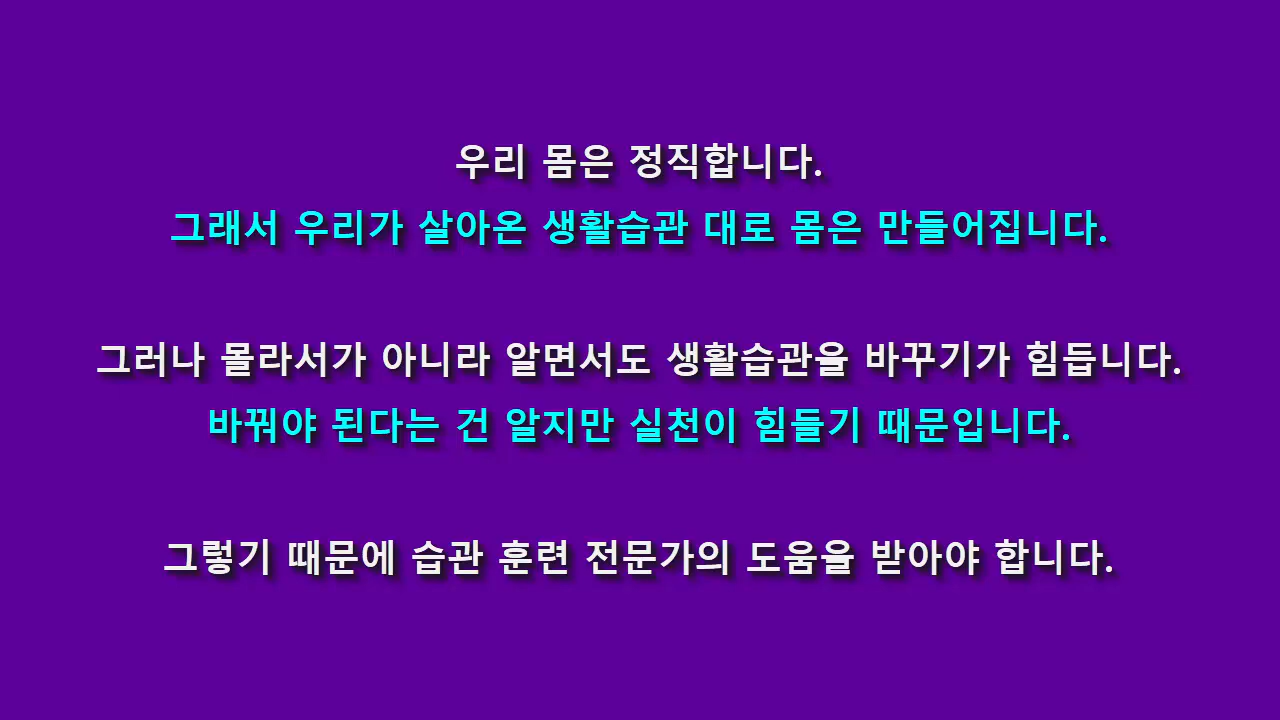 우리 몸은 정직합니다.
그래서 우리가 살아온 생활습관 대로 몸은 만들어집니다.
그러나 몰라서가 아니라 알면서도 생활습관을 바꾸기가 힘듭니다.
바꿔야 된다는 건 알지만 실천이 힘들기 때문입니다.
그렇기 때문에 습관 훈련 전문가의 도움을 받아야 합니다.